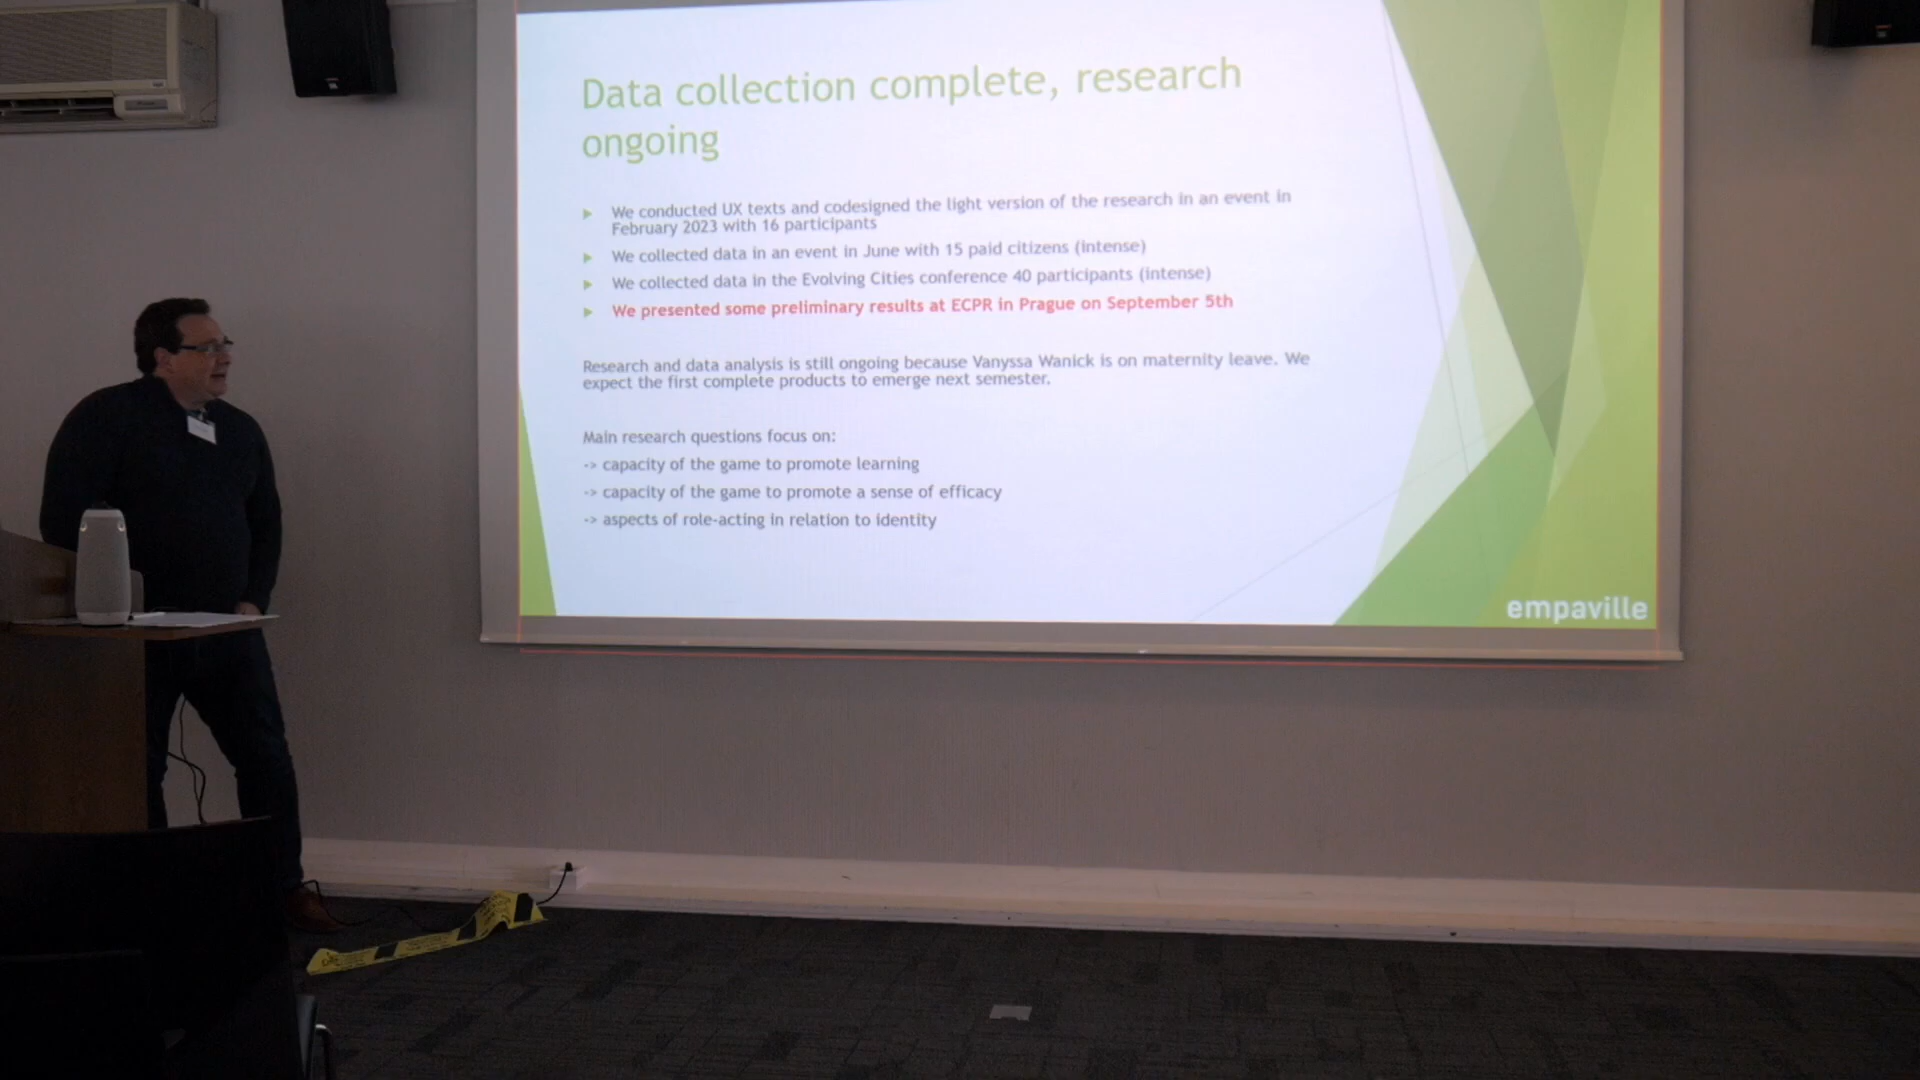 Data collection complete, research
ongoing
We conducted UX texts and codesigned the light version of the research in an event in
February 2023 with 16 participants
We collected data in an event in June with 15 paid citizens (intense)
We collected data in the Evolving Cities conference 40 participants (intense)
We presented some preliminary results at ECPR in Prague on September 5th
Research and data analysis is still ongoing because Vanyssa Wanick is on maternity leave. We
expect the first complete products to emerge next semester.
Main research questions focus on:
-> capacity of the game to promote learning
-> capacity of the game to promote a sense of efficacy
-> aspects of role-acting in relation to identity
empaville